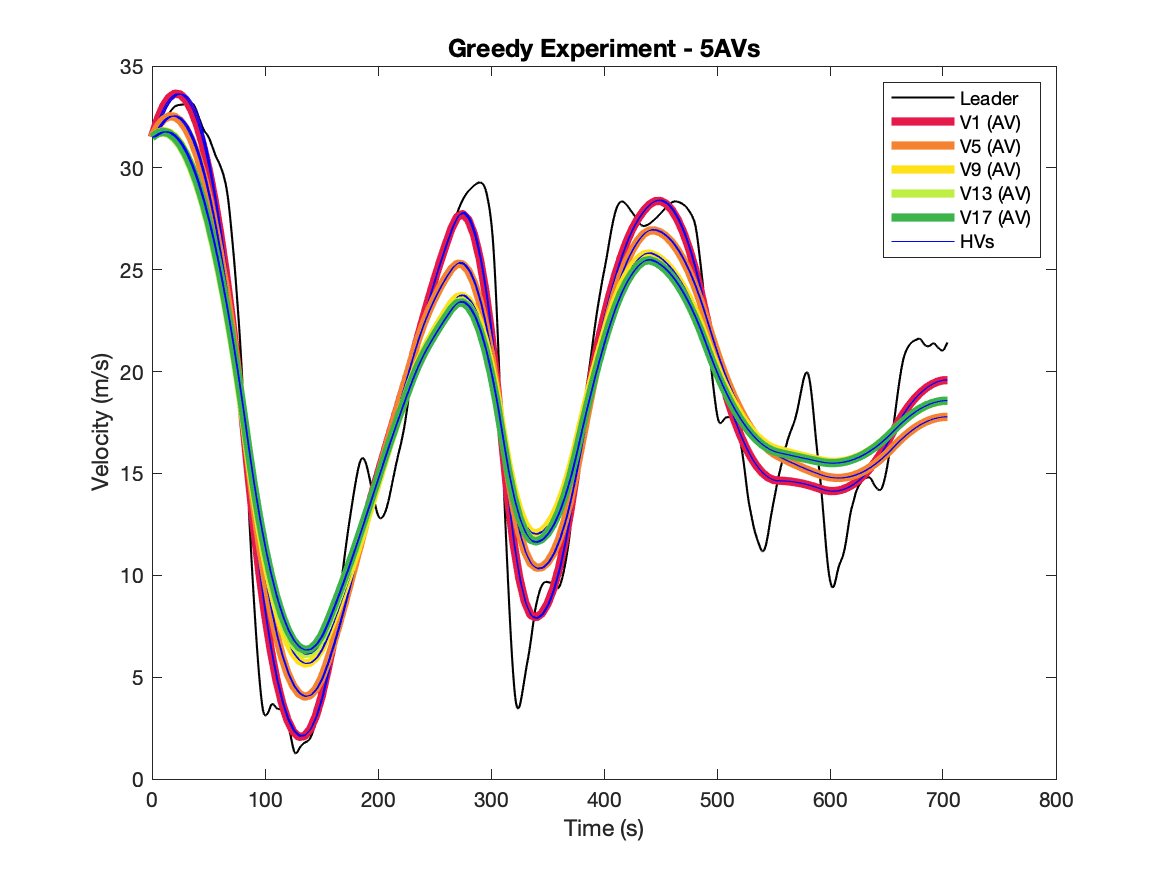 Greedy Experiment - 5AVs
35
30
25
20
15
10
5
0
Velocity (m/s)
Leader
V1 (AV)
V5 (AV)
V9 (AV)
V13 (AV)
V17 (AV)
HVs
0 100 200 300 400 500 600 700 800
Time (s)